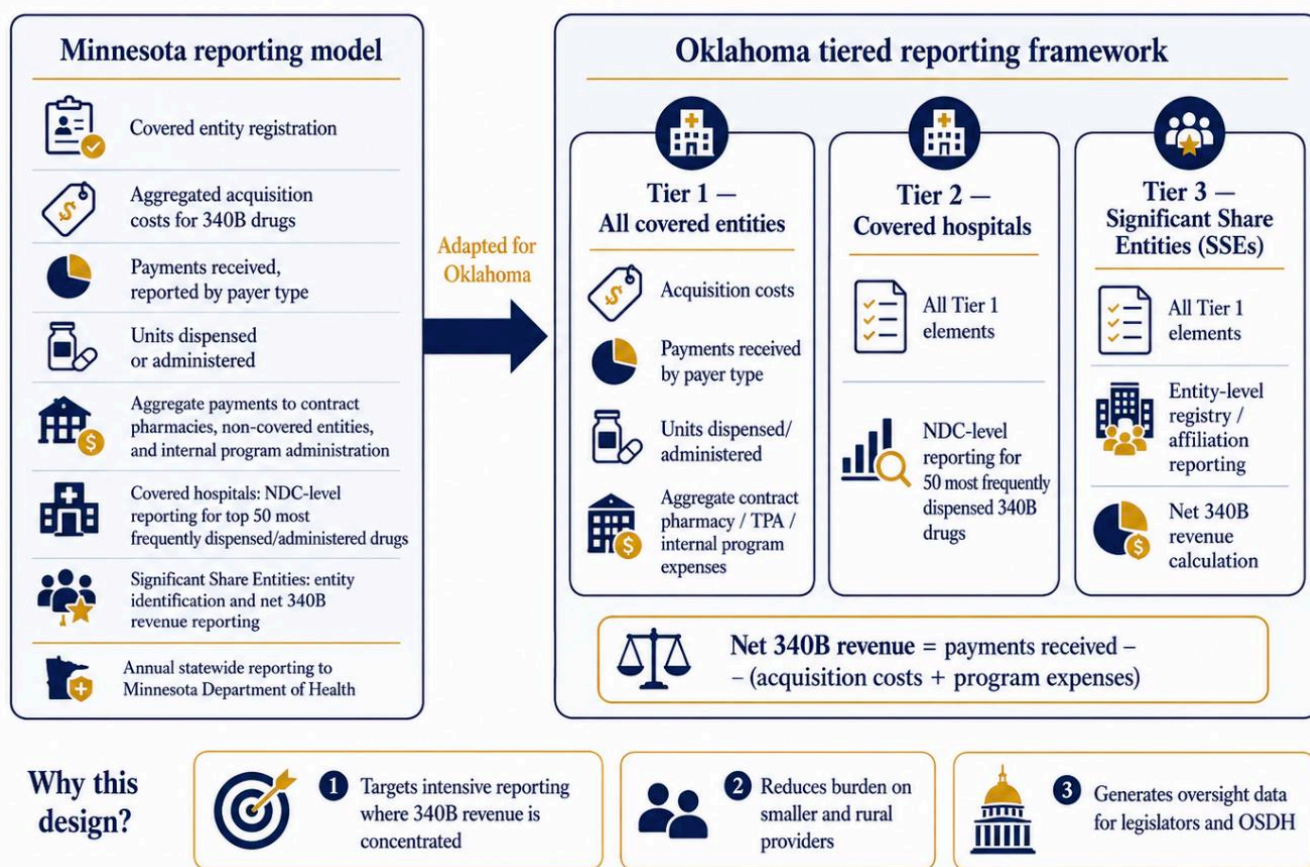 Minnesota reporting model
Covered entity registration
Aggregated acquisition
costs for 340B drugs
Payments received,
reported by payer type
Units dispensed
or administered
Aggregate payments to contract
pharmacies, non-covered entities,
and internal program administration
Covered hospitals: NDC-level
reporting for top 50 most
frequently dispensed/administered drugs
Significant Share Entities: entity
identification and net 340B
revenue reporting
Annual statewide reporting to
Minnesota Department of Health
Adapted for
Oklahoma
Oklahoma tiered reporting framework
Tier 1 —
All covered entities
Acquisition costs
Payments received
by payer type
Units dispensed/
administered
Aggregate contract
pharmacy / TPA /
internal program
expenses
Tier 2 —
Covered hospitals
All Tier 1
elements
NDC-level
reporting for
50 most frequently
dispensed 340B
drugs
Tier 3 —
Significant Share
Entities (SSEs)
All Tier 1
elements
Entity-level
registry /
affiliation
reporting
Net 340B
revenue
calculation
Net 340B revenue = payments received –
– (acquisition costs + program expenses)
Why this
design?
1 Targets intensive reporting
where 340B revenue is
concentrated
2 Reduces burden on
smaller and rural
providers
3 Generates oversight data
for legislators and OSDH